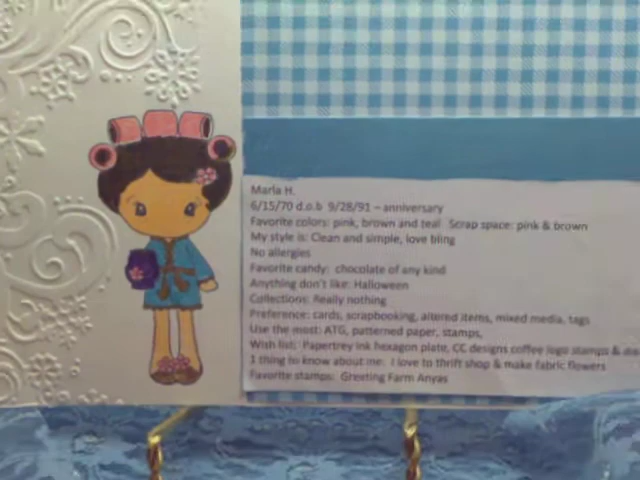 Marla H.
6/15/70 d.o.b 9/28/91 – anniversary
Favorite colors: pink, brown and teal Scrap space: pink & brown
My style is: Clean and simple, love bling
No allergies
Favorite candy: chocolate of any kind
Anything don't like: Halloween
Collections: Really nothing
Preference: cards, scrapbooking, altered items, mixed media, tags
Use the most: ATG, patterned paper, stamps,
Wish list: Papertrey ink hexagon plate, CC designs coffee logo stamps &
1 thing to know about me: I love to thrift shop & make fabric flowers
Favorite stamps: Greeting Farm Anyas